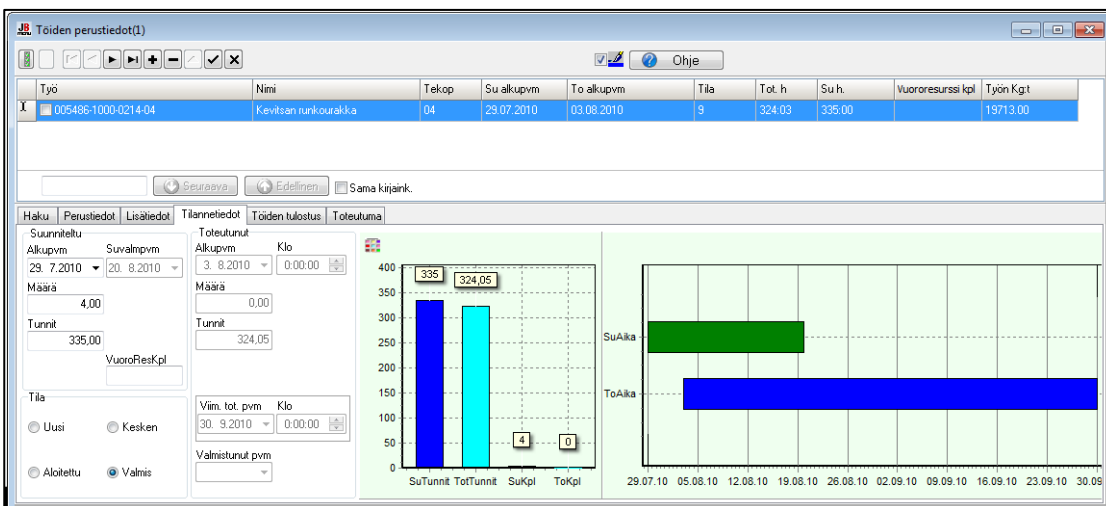 JB menu Töiden perustiedot(1)
Ohje
Työ Nimi Tekop Su alkupvm To alkupvm Tila Tot. h Su h. Vuororesurssi kpl Työn Kg:t
005486-1000-0214-04 Kevitsan runkourakka 04 29.07.2010 03.08.2010 9 324:03 335:00 19713.00
Seuraava Edellinen Sama kirjaink.
Haku Perustiedot Lisätiedot Tilannetiedot Töiden tulostus Toteutuma
Suunniteltu
Alkupvm Suvalmpvm
29. 7.2010 20. 8.2010
Määrä
4,00
Tunnit
335,00
VuoroResKpl
Toteutunut
Alkupvm Klo
3. 8.2010 0:00:00
Määrä
0,00
Tunnit
324,05
Tila
Uusi Kesken
Aloitettu Valmis
Viim. tot. pvm Klo
30. 9.2010 0:00:00
Valmistunut pvm
400
350
300
250
200
150
100
50
0
335
324,05
4
0
SuTunnit TotTunnit SuKpl ToKpl
SuAika
ToAika
29.07.10 05.08.10 12.08.10 19.08.10 26.08.10 02.09.10 09.09.10 16.09.10 23.09.10 30.09